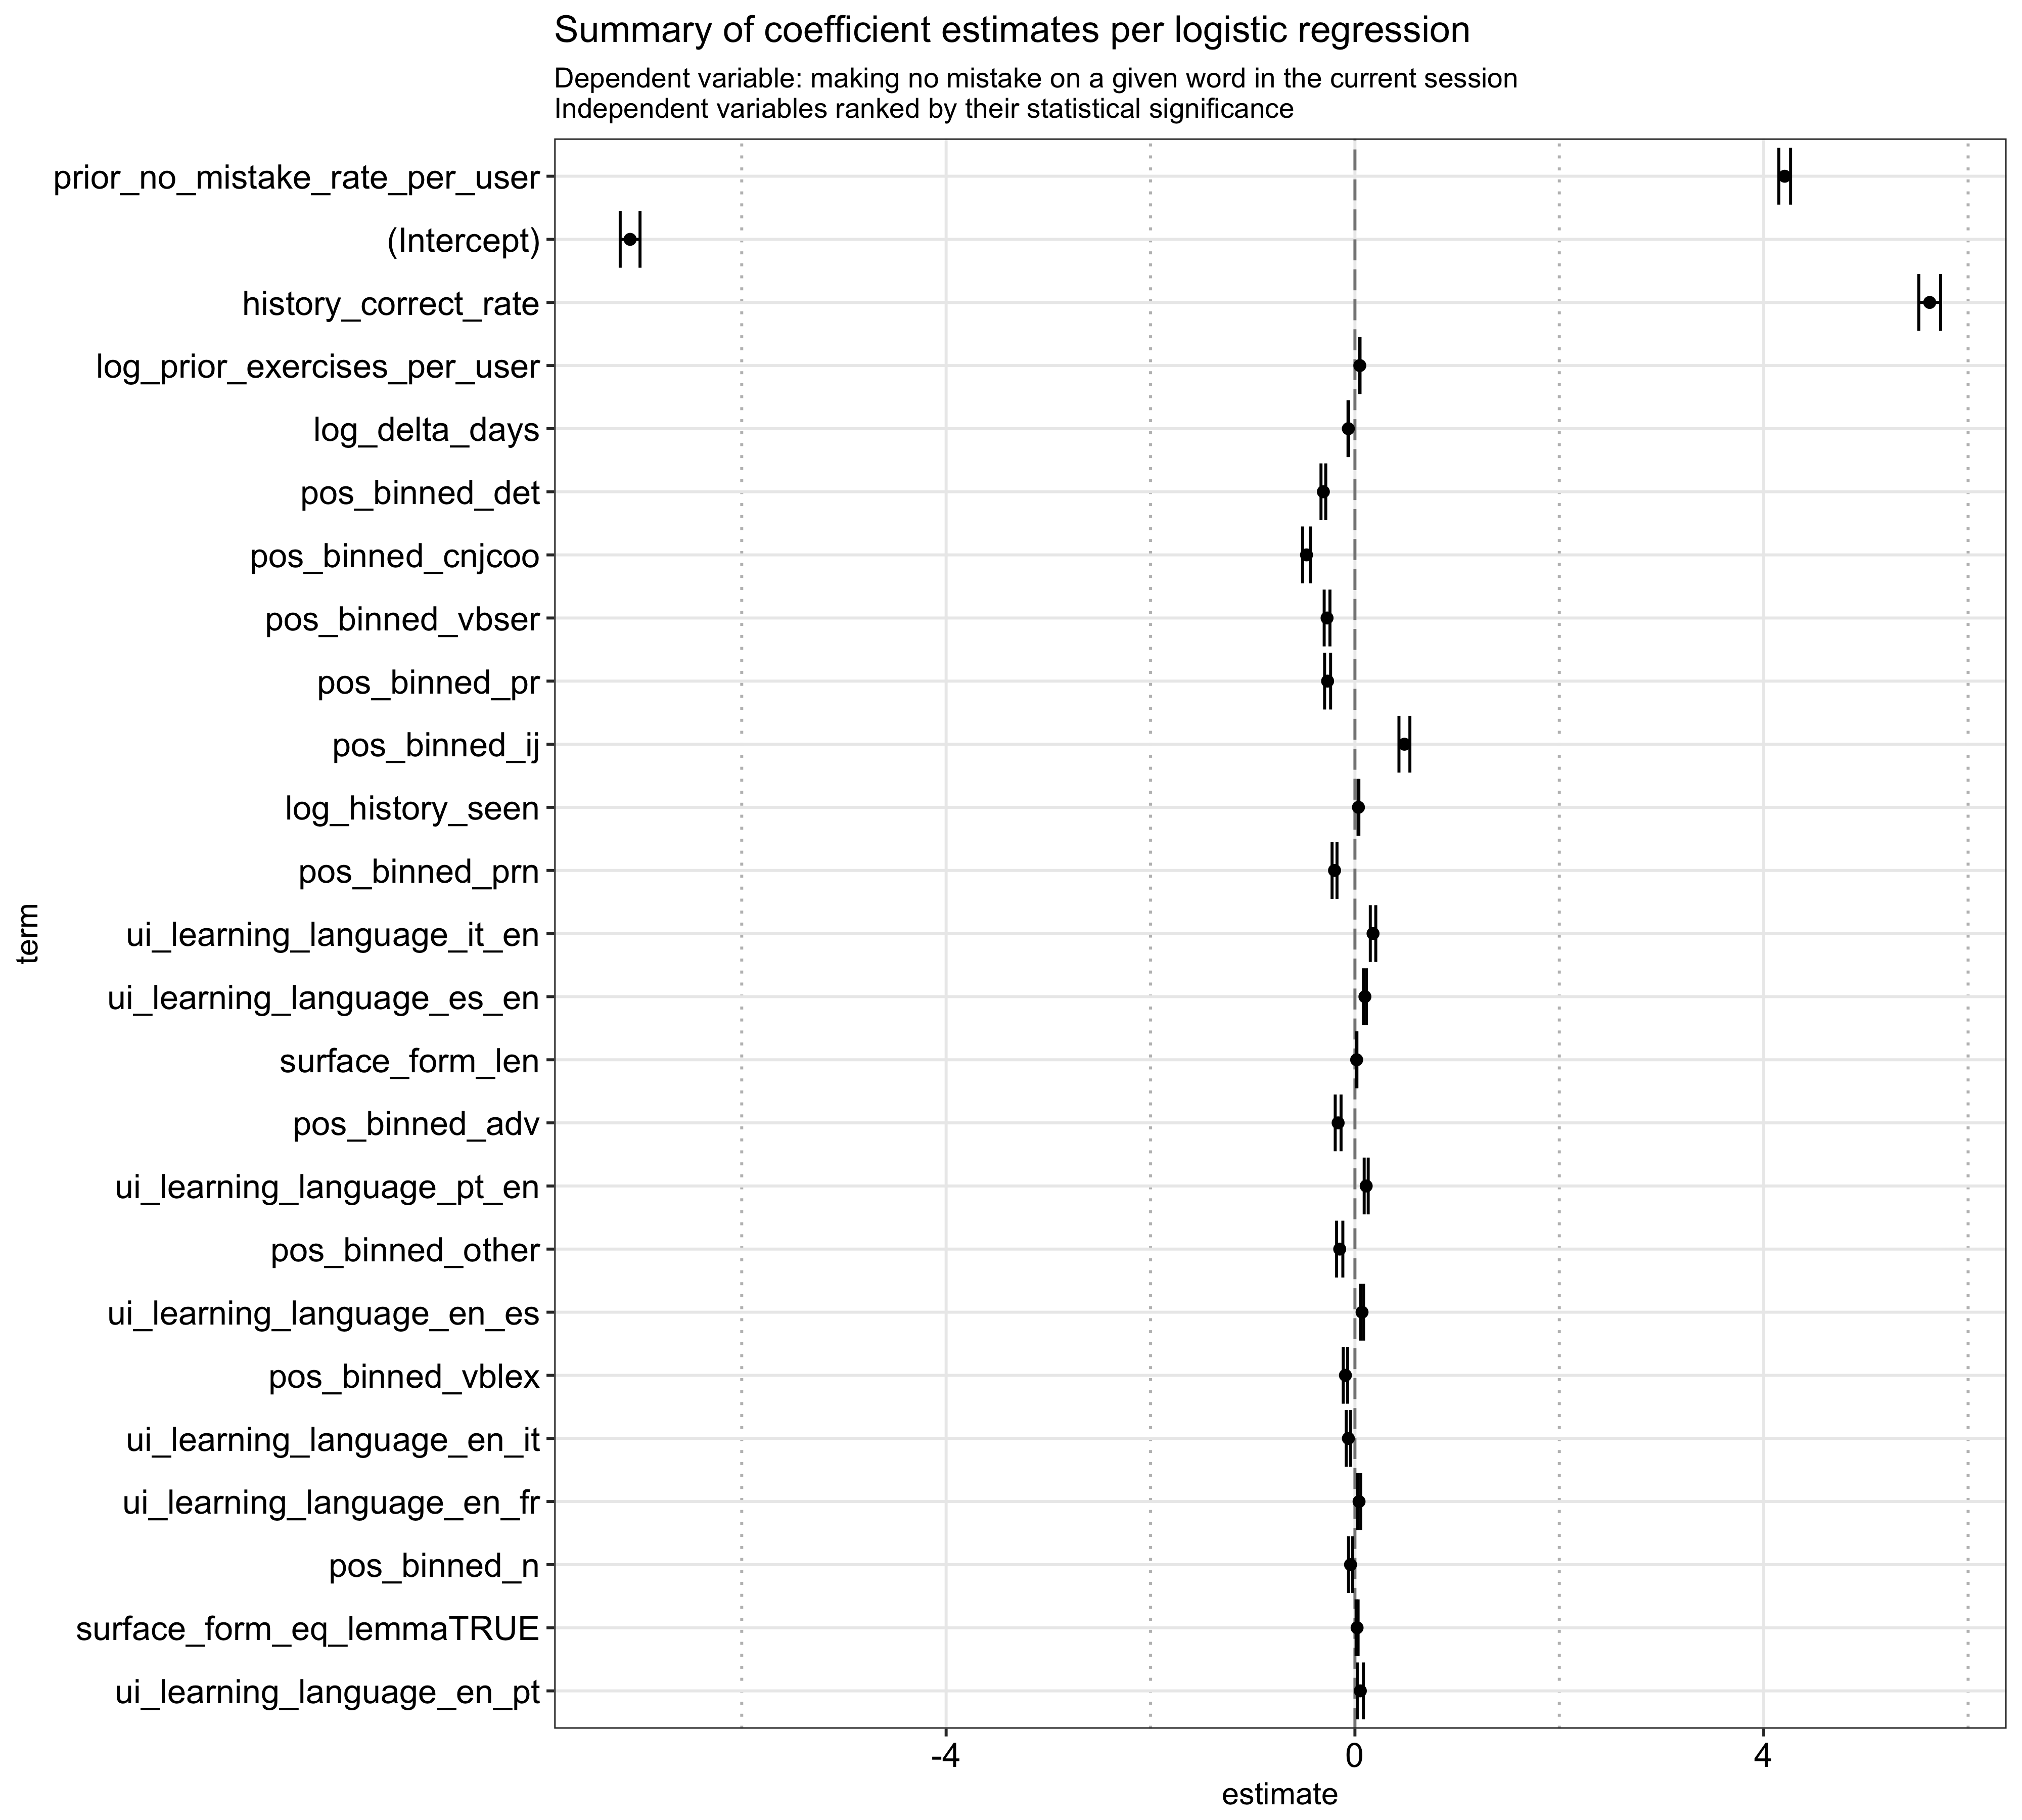 Summary of coefficient estimates per logistic regression
Dependent variable: making no mistake on a given word in the current session
Independent variables ranked by their statistical significance
term
prior_no_mistake_rate_per_user
(Intercept)
history_correct_rate
log_prior_exercises_per_user
log_delta_days
pos_binned_det
pos_binned_cnjcoo
pos_binned_vbser
pos_binned_pr
pos_binned_ij
log_history_seen
pos_binned_prn
ui_learning_language_it_en
ui_learning_language_es_en
surface_form_len
pos_binned_adv
ui_learning_language_pt_en
pos_binned_other
ui_learning_language_en_es
pos_binned_vblex
ui_learning_language_en_it
ui_learning_language_en_fr
pos_binned_n
surface_form_eq_lemmaTRUE
ui_learning_language_en_pt
-4 0 4
estimate